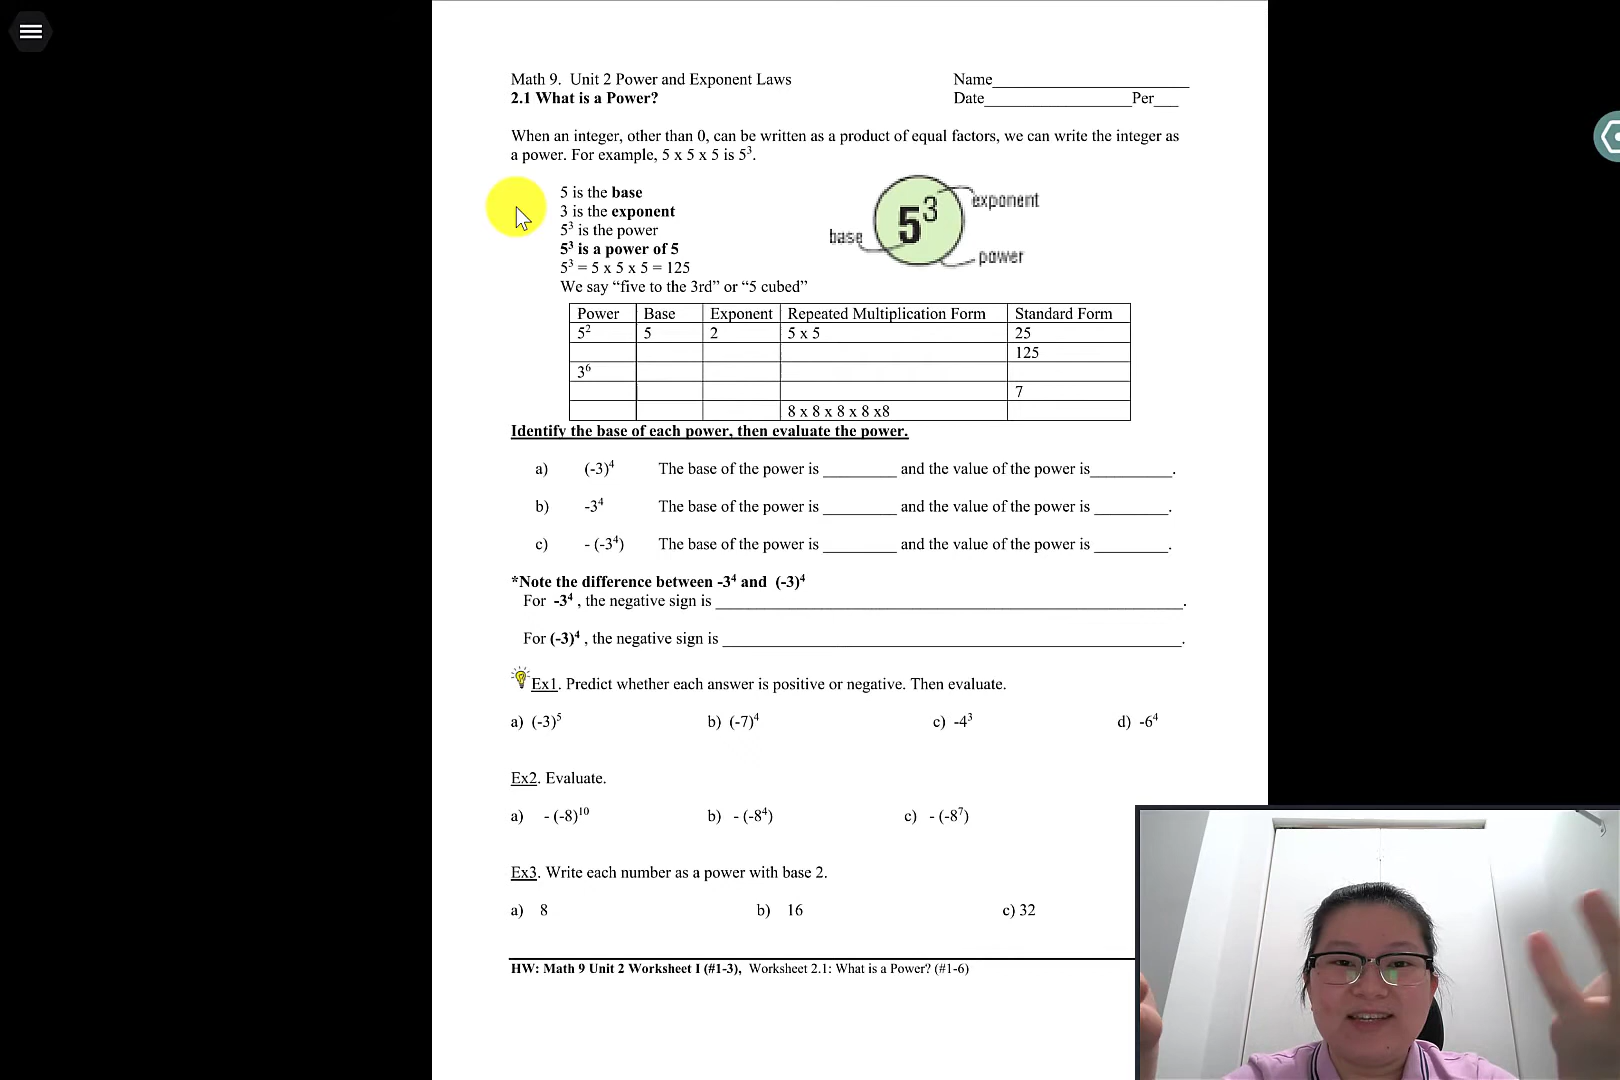 Math 9. Unit 2 Power and Exponent Laws Name______________________
2.1 What is a Power? Date________________Per___
When an integer, other than 0, can be written as a product of equal factors, we can write the integer as
a power. For example, 5 x 5 x 5 is 5³.
5 is the base
3 is the exponent
5³ is the power
5³ is a power of 5
5³ = 5 x 5 x 5 = 125
We say “five to the 3rd” or “5 cubed”
5³
exponent
base
power
Power Base Exponent Repeated Multiplication Form Standard Form
5² 5 2 5 x 5 25
125
3⁶
7
8 x 8 x 8 x 8 x8
Identify the base of each power, then evaluate the power.
a) (-3)⁴ The base of the power is _________ and the value of the power is__________.
b) -3⁴ The base of the power is _________ and the value of the power is _________.
c) - (-3⁴) The base of the power is _________ and the value of the power is _________.
*Note the difference between -3⁴ and (-3)⁴
For -3⁴ , the negative sign is ______________________________.
For (-3)⁴ , the negative sign is ______________________________.
Ex1. Predict whether each answer is positive or negative. Then evaluate.
a) (-3)⁵ b) (-7)⁴ c) -4³ d) -6⁴
Ex2. Evaluate.
a) - (-8)¹⁰ b) - (-8⁴) c) - (-8⁷)
Ex3. Write each number as a power with base 2.
a) 8 b) 16 c) 32
HW: Math 9 Unit 2 Worksheet I (#1-3), Worksheet 2.1: What is a Power? (#1-6)